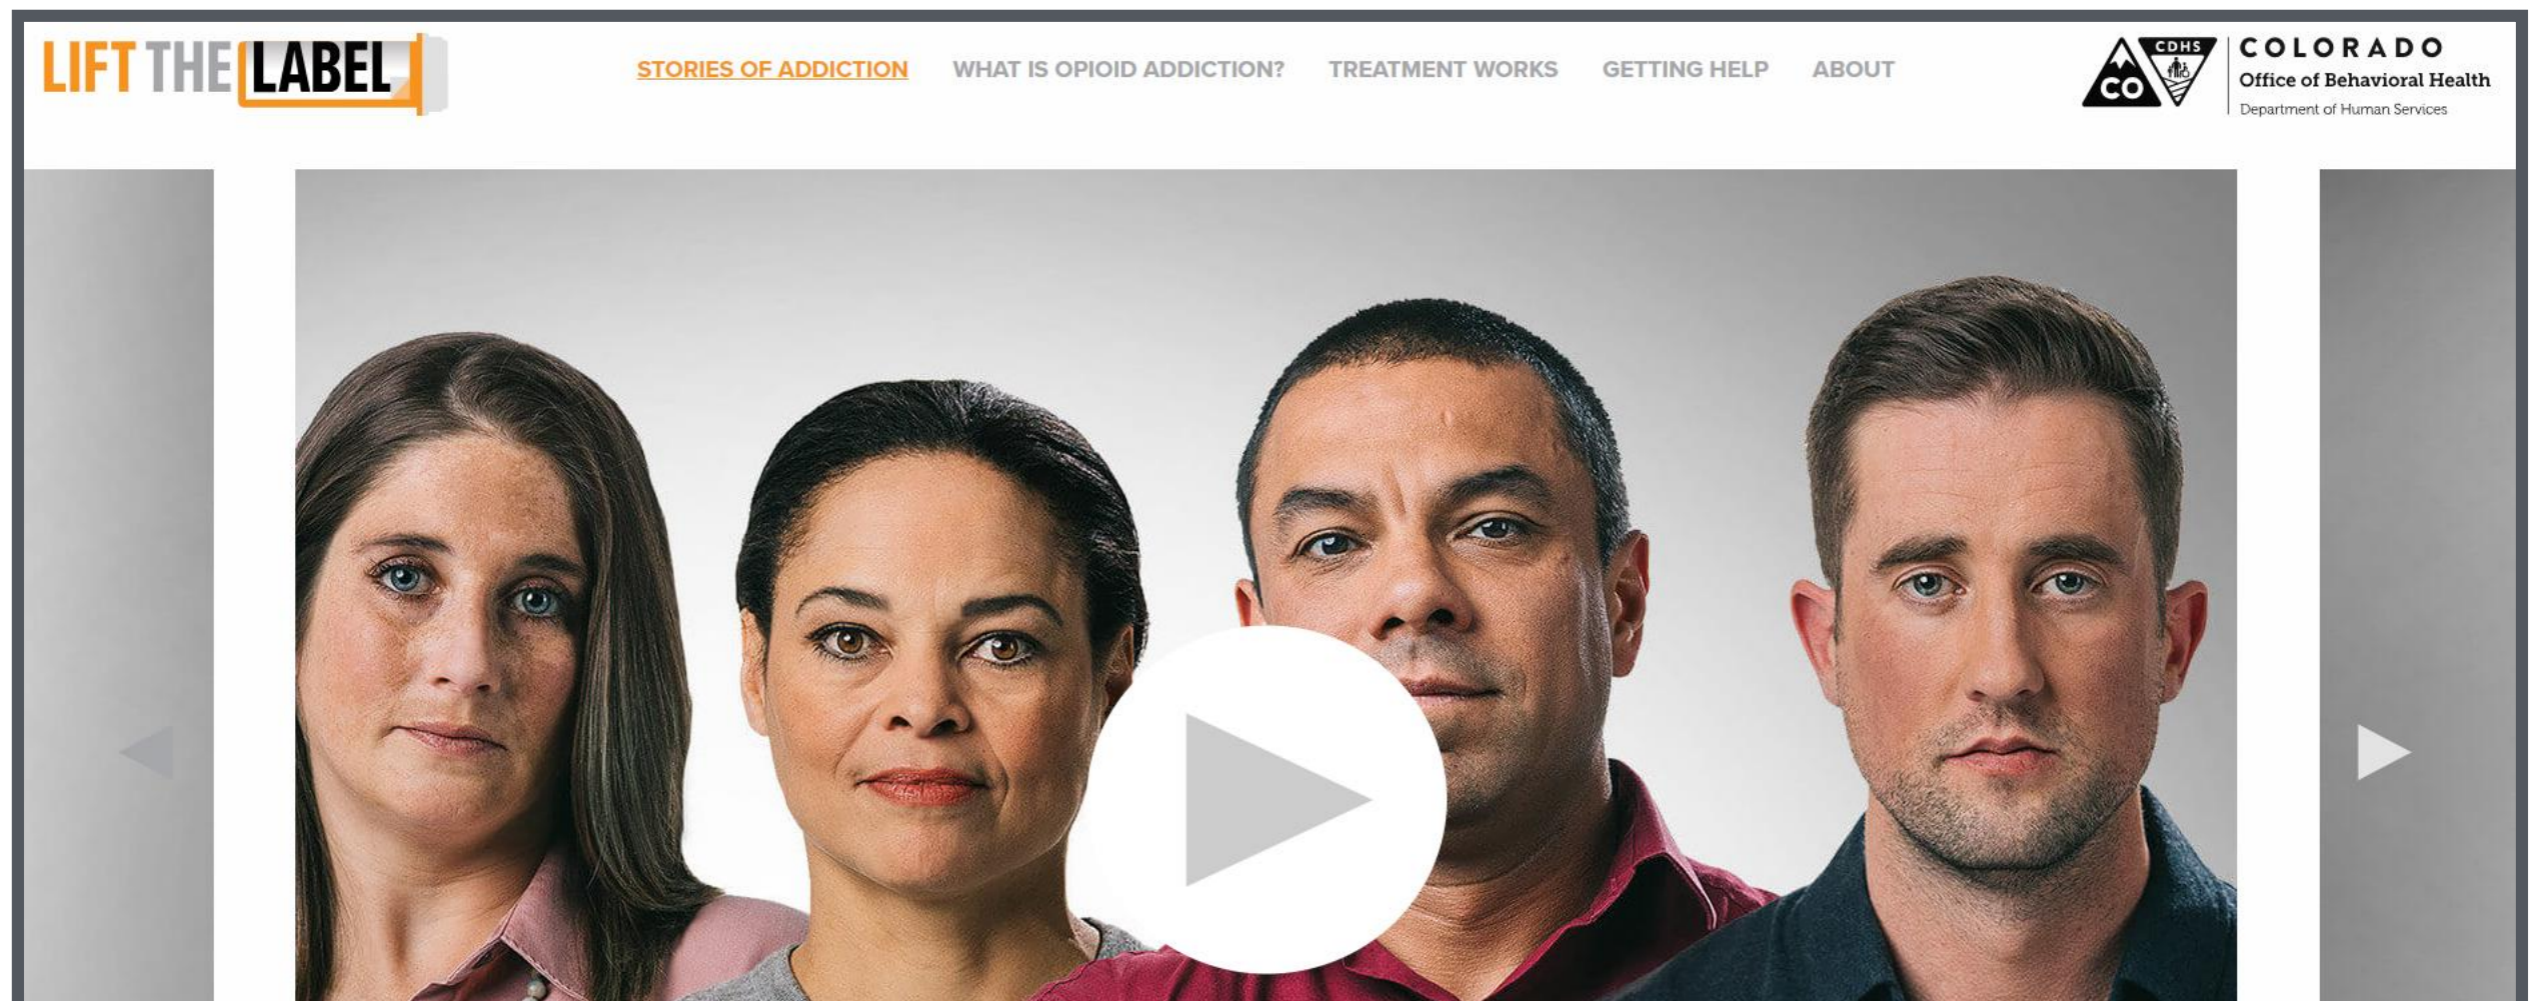 LIFT THE LABEL
STORIES OF ADDICTION
WHAT IS OPIOID ADDICTION?
TREATMENT WORKS
GETTING HELP
ABOUT
CDHS
CO
COLORADO
Office of Behavioral Health
Department of Human Services